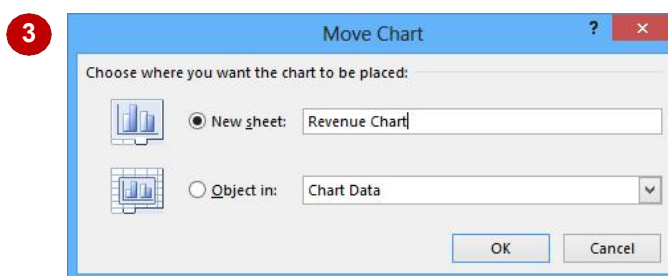 3
Move Chart
? ×
Choose where you want the chart to be placed:
New sheet: Revenue Chart
Object in: Chart Data
OK Cancel